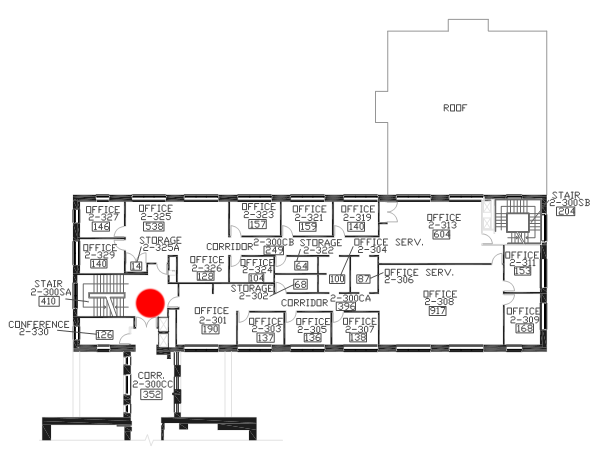 ROOF
STAIR
2-300SB
204
OFFICE
2-327
146
OFFICE
2-325
538
OFFICE
2-323
157
OFFICE
2-321
159
OFFICE
2-319
140
OFFICE
2-313
604
OFFICE
2-329
140
STORAGE
2-325A
14
CORRIDOR
2-300CB
249
STORAGE
2-322
64
OFFICE SERV.
2-304
100
OFFICE
2-311
153
OFFICE
2-326
128
OFFICE
2-324
104
STORAGE
2-302
68
87
OFFICE SERV.
2-306
STAIR
2-300SA
410
CORRIDOR
2-300CA
396
OFFICE
2-308
917
CONFERENCE
2-330
126
OFFICE
2-301
190
OFFICE
2-303
137
OFFICE
2-305
136
OFFICE
2-307
138
OFFICE
2-309
168
CORR.
2-300CC
352